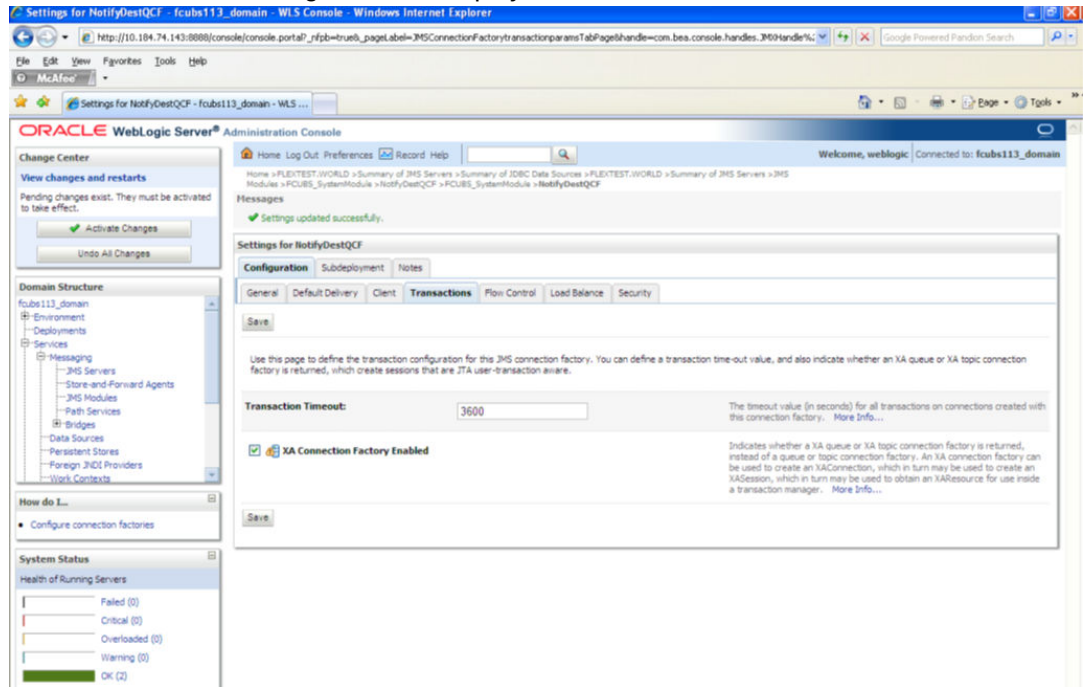 Settings for NotifyDestQCF - fcubs113_domain - WLS Console - Windows Internet Explorer
http://10.184.74.143:8888/console/console.portal?_nfpb=true&_pageLabel=JMSConnectionFactorytransactionparamsTabPage&handle=com.bea.console.handles.JMXHandle%
Google Powered Pandion Search
File Edit View Favorites Tools Help
McAfee
Settings for NotifyDestQCF - fcubs113_domain - WLS ...
Page Tools
ORACLE WebLogic Server® Administration Console
Change Center
View changes and restarts
Pending changes exist. They must be activated
to take effect.
Activate Changes
Undo All Changes
Domain Structure
fcubs113_domain
Environment
Deployments
Services
Messaging
JMS Servers
Store-and-Forward Agents
JMS Modules
Path Services
Bridges
Data Sources
Persistent Stores
Foreign JNDI Providers
Work Contexts
How do I...
Configure connection factories
System Status
Health of Running Servers
Failed (0)
Critical (0)
Overloaded (0)
Warning (0)
OK (2)
Home Log Out Preferences Record Help
Welcome, weblogic Connected to: fcubs113_domain
Home >FLEXTEST.WORLD >Summary of JMS Servers >Summary of JDBC Data Sources >FLEXTEST.WORLD >Summary of JMS Servers >JMS
Modules >FCUBS_SystemModule >NotifyDestQCF >FCUBS_SystemModule >NotifyDestQCF
Messages
Settings updated successfully.
Settings for NotifyDestQCF
Configuration Subdeployment Notes
General Default Delivery Client Transactions Flow Control Load Balance Security
Save
Use this page to define the transaction configuration for this JMS connection factory. You can define a transaction time-out value, and also indicate whether an XA queue or XA topic connection
factory is returned, which create sessions that are JTA user-transaction aware.
Transaction Timeout:
3600
The timeout value (in seconds) for all transactions on connections created with
this connection factory. More Info...
XA Connection Factory Enabled
Indicates whether a XA queue or XA topic connection factory is returned,
instead of a queue or topic connection factory. An XA connection factory can
be used to create an XAConnection, which in turn may be used to create an
XASession, which in turn may be used to obtain an XAResource for use inside
a transaction manager. More Info...
Save